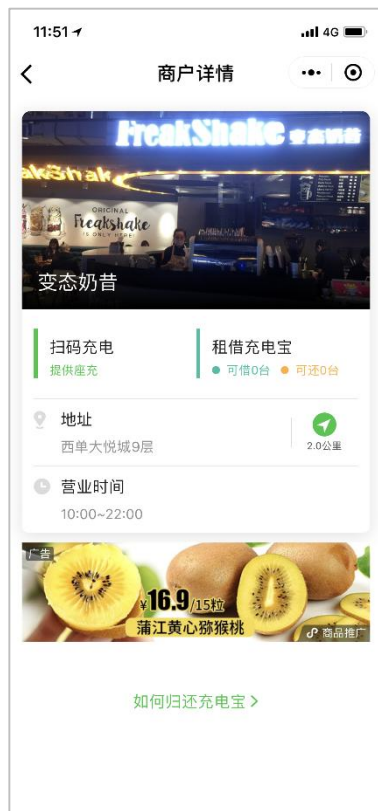 11:51
4G
商户详情
FreakShake 变态奶昔
ORIGINAL
Freakshake
IS ONLY HERE!
变态奶昔
扫码充电
提供座充
租借充电宝
可借0台 可还0台
地址
西单大悦城9层
2.0公里
营业时间
10:00~22:00
广告
¥16.9/15粒
蒲江黄心猕猴桃
商品推广
如何归还充电宝 >